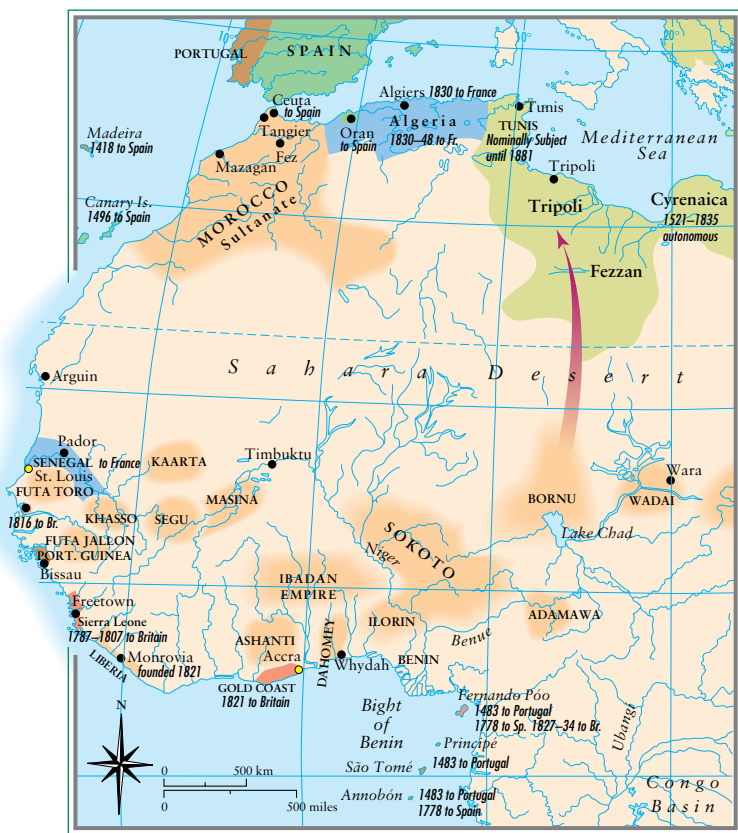 10°
0°
10°
20°
PORTUGAL
SPAIN
Ceuta
to Spain
Tangier
Fez
Mazagan
Oran
to Spain
Algiers 1830 to France
Algeria
1830–48 to Fr.
Tunis
TUNIS
Nominally Subject
until 1881
Mediterranean
Sea
Madeira
1418 to Spain
Canary Is.
1496 to Spain
MOROCCO
Sultanate
Tripoli
Tripoli
Cyrenaica
1521–1835
autonomous
Fezzan
Sahara Desert
Arguin
Pador
SENEGAL to France
St. Louis
FUTA TORO
1816 to Br.
KAARTA
Timbuktu
MASINA
KHASSO
SEGU
FUTA JALLON
PORT. GUINEA
Bissau
BORNU
Wara
WADAI
Lake Chad
SOKOTO
Niger
IBADAN
EMPIRE
ILORIN
ADAMAWA
Benue
Freetown
Sierra Leone
1787–1807 to Britain
LIBERIA
Monrovia
founded 1821
ASHANTI
Accra
DAHOMEY
Whydah
BENIN
GOLD COAST
1821 to Britain
Bight
of
Benin
Fernando Póo
1483 to Portugal
1778 to Sp. 1827–34 to Br.
Principé
São Tomé
1483 to Portugal
Annobón
1483 to Portugal
1778 to Spain
Ubangi
Congo
Basin
N
0 500 km
0 500 miles